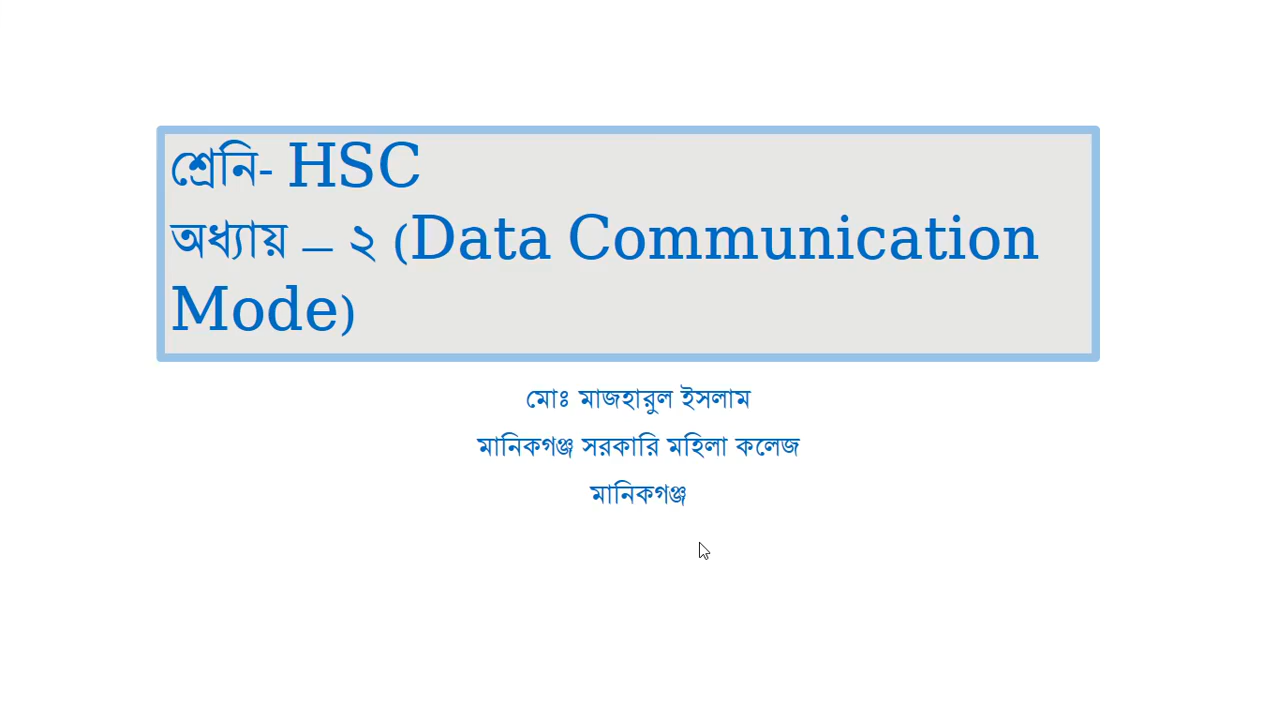 শ্রেনি- HSC
অধ্যায় – ২ (Data Communication
Mode)
মোঃ মাজহারুল ইসলাম
মানিকগঞ্জ সরকারি মহিলা কলেজ
মানিকগঞ্জ